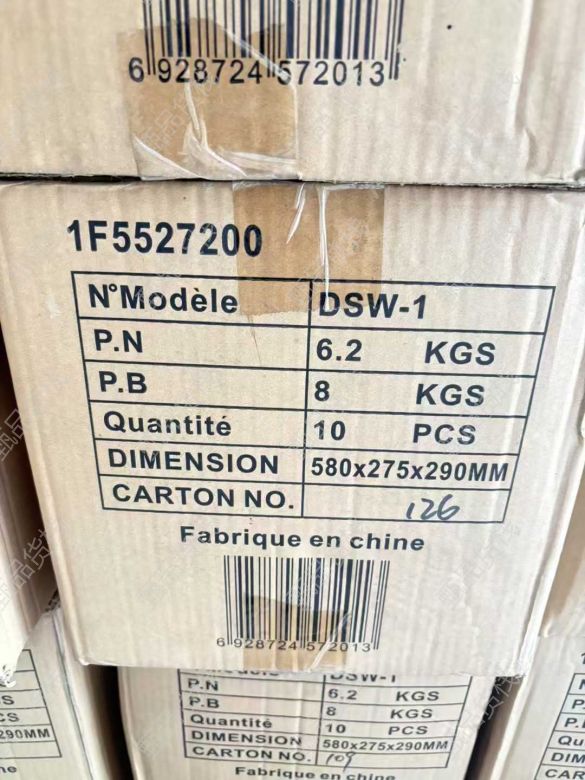 6 928724 572013
1F5527200
N°Modèle DSW-1
P.N 6.2 KGS
P.B 8 KGS
Quantité 10 PCS
DIMENSION 580x275x290MM
CARTON NO. 126
Fabrique en chine
6 928724 572013
DSW-1
P.N 6.2 KGS
P.B 8 KGS
Quantité 10 PCS
DIMENSION 580x275x290MM
CARTON NO. 109
Fabrique en chine